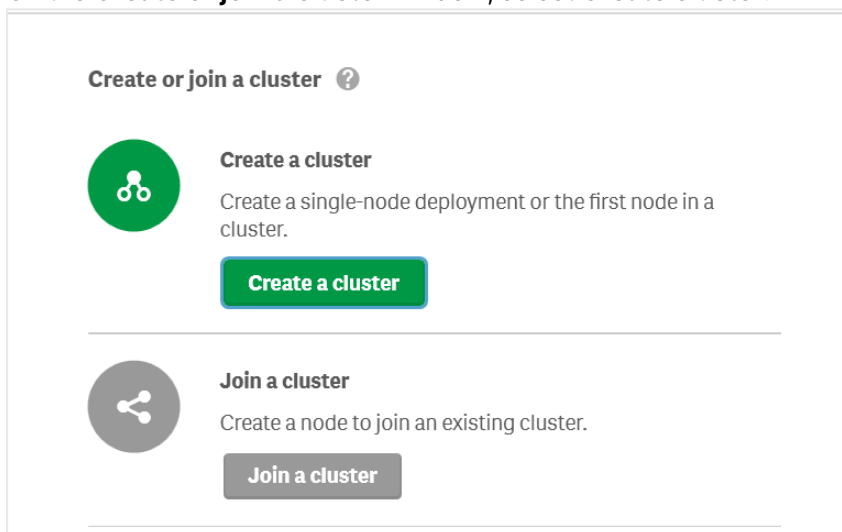 Create or join a cluster ?
Create a cluster
Create a single-node deployment or the first node in a
cluster.
Create a cluster
Join a cluster
Create a node to join an existing cluster.
Join a cluster